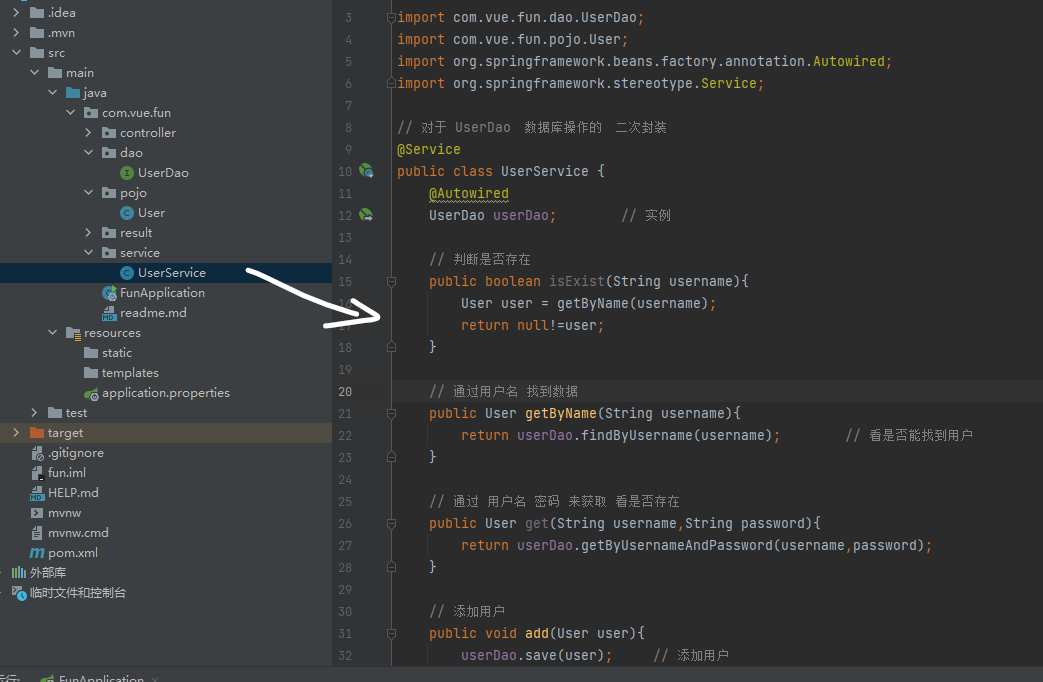 .idea
.mvn
src
main
java
com.vue.fun
controller
dao
UserDao
pojo
User
result
service
UserService
FunApplication
readme.md
resources
static
templates
application.properties
test
target
.gitignore
fun.iml
HELP.md
mvnw
mvnw.cmd
pom.xml
外部库
临时文件和控制台
3 import com.vue.fun.dao.UserDao;
4 import com.vue.fun.pojo.User;
5 import org.springframework.beans.factory.annotation.Autowired;
6 import org.springframework.stereotype.Service;
7
8 // 对于 UserDao 数据库操作的 二次封装
9 @Service
10 public class UserService {
11 @Autowired
12 UserDao userDao; // 实例
13
14 // 判断是否存在
15 public boolean isExist(String username){
16 User user = getByName(username);
17 return null!=user;
18 }
19
20 // 通过用户名 找到数据
21 public User getByName(String username){
22 return userDao.findByUsername(username); // 看是否能找到用户
23 }
24
25 // 通过 用户名 密码 来获取 看是否存在
26 public User get(String username,String password){
27 return userDao.getByUsernameAndPassword(username,password);
28 }
29
30 // 添加用户
31 public void add(User user){
32 userDao.save(user); // 添加用户
运行: FunApplication